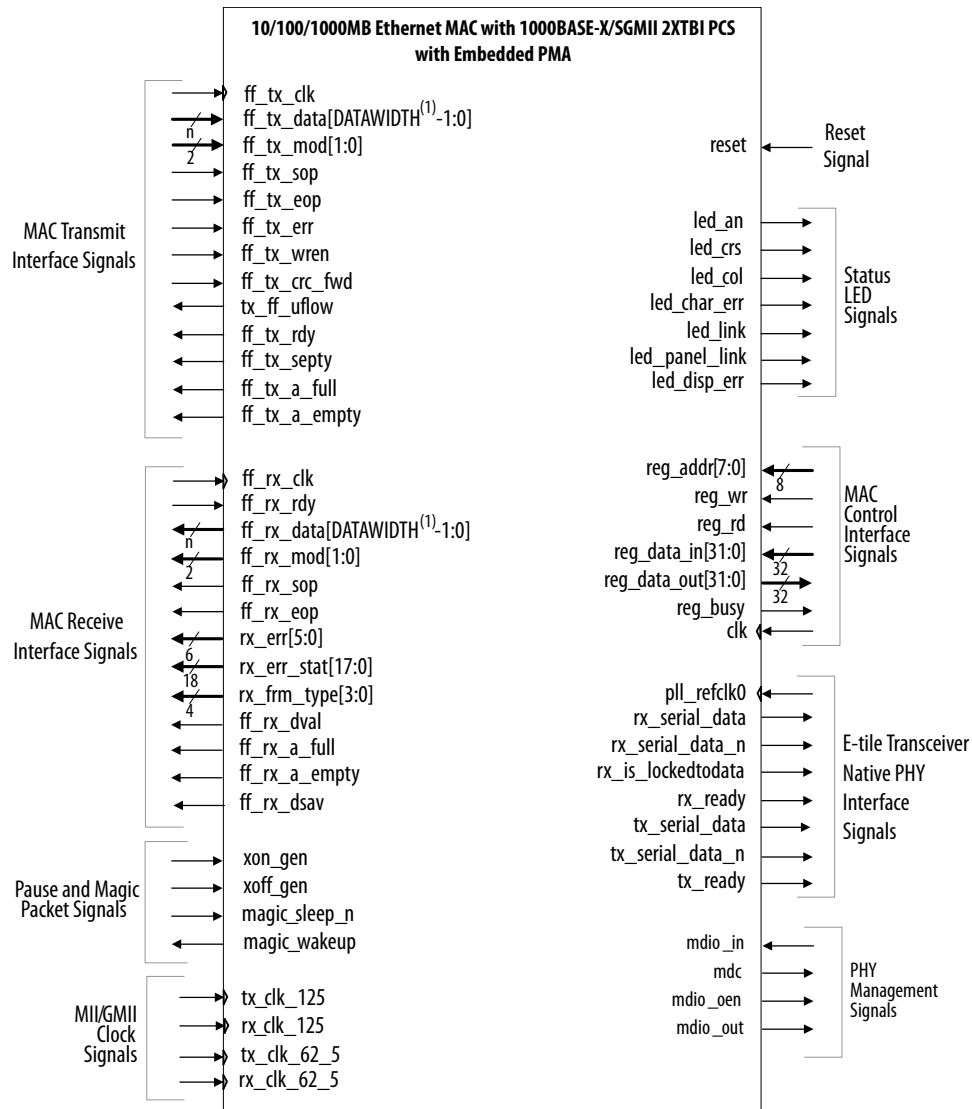 10/100/1000MB Ethernet MAC with 1000BASE-X/SGMII 2XTBI PCS
with Embedded PMA
MAC Transmit
Interface Signals
ff_tx_clk
ff_tx_data[DATAWIDTH(1)-1:0]
n
ff_tx_mod[1:0]
2
ff_tx_sop
ff_tx_eop
ff_tx_err
ff_tx_wren
ff_tx_crc_fwd
tx_ff_uflow
ff_tx_rdy
ff_tx_septy
ff_tx_a_full
ff_tx_a_empty
MAC Receive
Interface Signals
ff_rx_clk
ff_rx_rdy
ff_rx_data[DATAWIDTH(1)-1:0]
n
ff_rx_mod[1:0]
2
ff_rx_sop
ff_rx_eop
rx_err[5:0]
6
rx_err_stat[17:0]
18
rx_frm_type[3:0]
4
ff_rx_dval
ff_rx_a_full
ff_rx_a_empty
ff_rx_dsav
Pause and Magic
Packet Signals
xon_gen
xoff_gen
magic_sleep_n
magic_wakeup
MII/GMII
Clock
Signals
tx_clk_125
rx_clk_125
tx_clk_62_5
rx_clk_62_5
reset
Reset
Signal
led_an
led_crs
led_col
led_char_err
led_link
led_panel_link
led_disp_err
Status
LED
Signals
reg_addr[7:0]
8
reg_wr
reg_rd
reg_data_in[31:0]
32
reg_data_out[31:0]
32
reg_busy
clk
MAC
Control
Interface
Signals
pll_refclk0
rx_serial_data
rx_serial_data_n
rx_is_lockedtodata
rx_ready
tx_serial_data
tx_serial_data_n
tx_ready
E-tile Transceiver
Native PHY
Interface
Signals
mdio_in
mdc
mdio_oen
mdio_out
PHY
Management
Signals